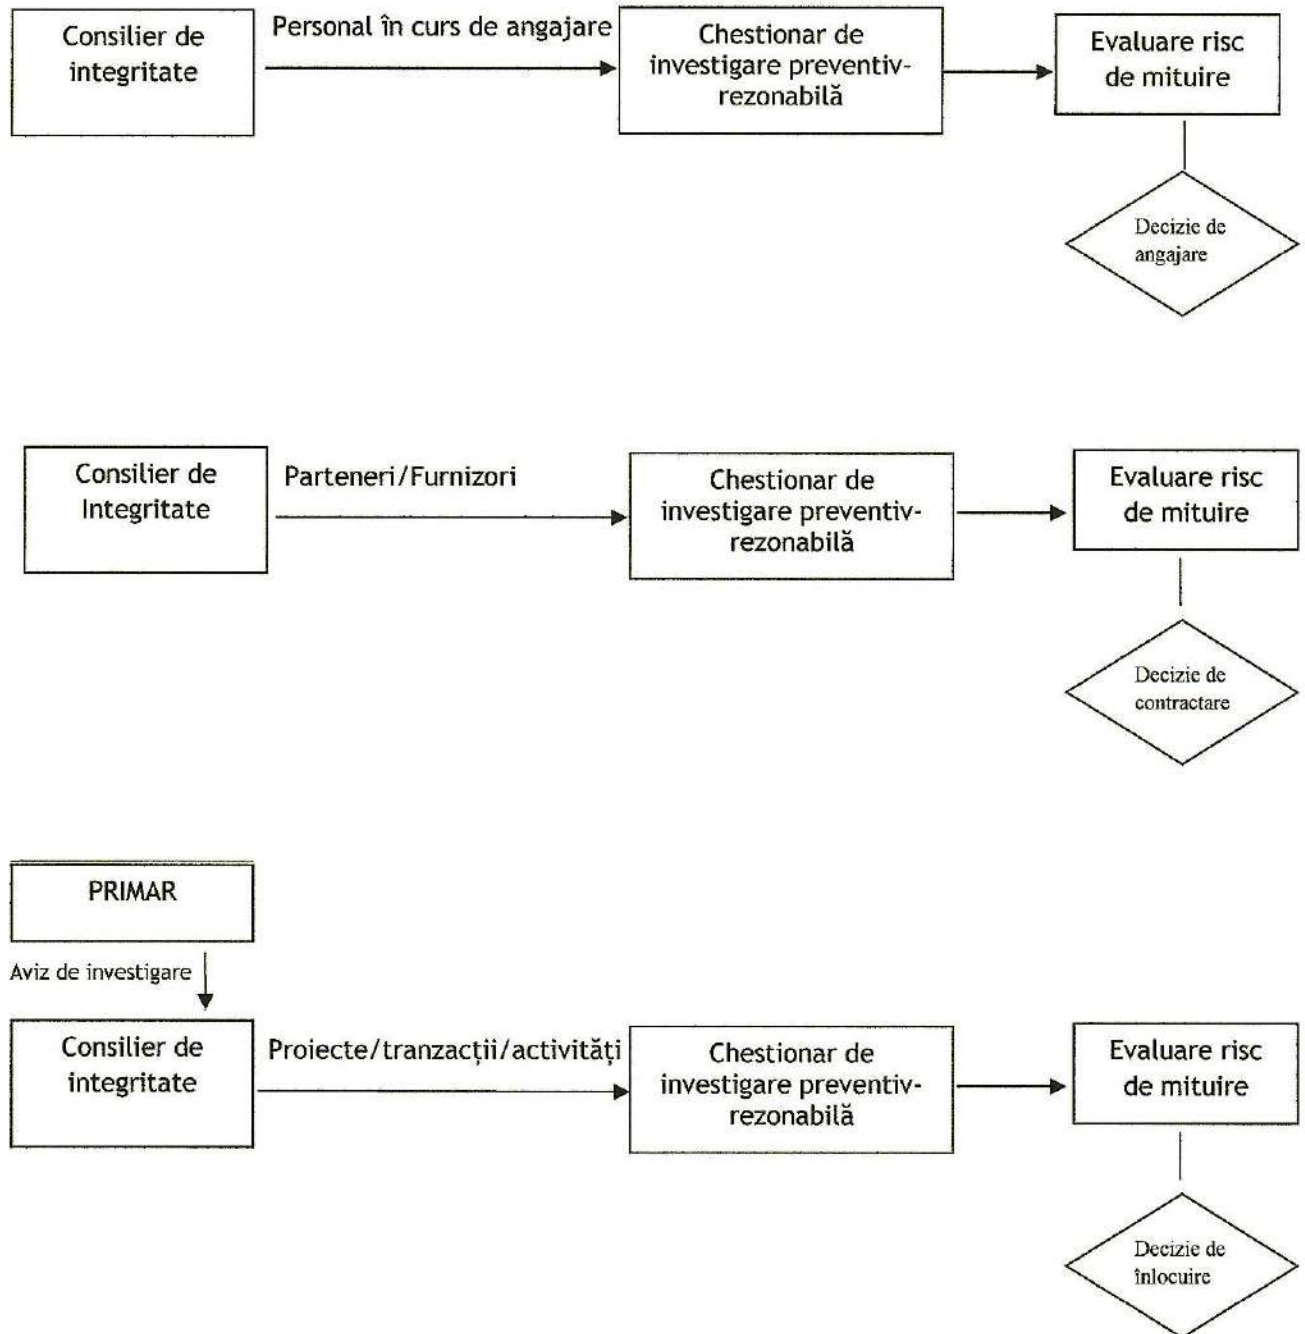 Consilier de
integritate
Personal în curs de angajare
Chestionar de
investigare preventiv-
rezonabilă
Evaluare risc
de mituire
Decizie de
angajare
Consilier de
Integritate
Parteneri/Furnizori
Chestionar de
investigare preventiv-
rezonabilă
Evaluare risc
de mituire
Decizie de
contractare
PRIMAR
Aviz de investigare
Consilier de
integritate
Proiecte/tranzacții/activități
Chestionar de
investigare preventiv-
rezonabilă
Evaluare risc
de mituire
Decizie de
înlocuire